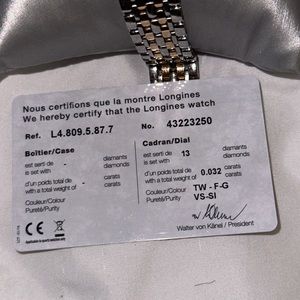 Nous certifions que la montre Longines
We hereby certify that the Longines watch
Ref. L4.809.5.87.7 No. 43223250
Boîtier/Case
est serti de - diamants
is set with diamonds
d'un poids total de - carats
with a total weight of carats
Couleur/Colour
Pureté/Purity
Cadran/Dial
est serti de 13 diamants
is set with diamonds
d'un poids total de 0.032 carats
with a total weight of carats
Couleur/Colour TW - F-G
Pureté/Purity VS-SI
CE
Walter von Känel / President